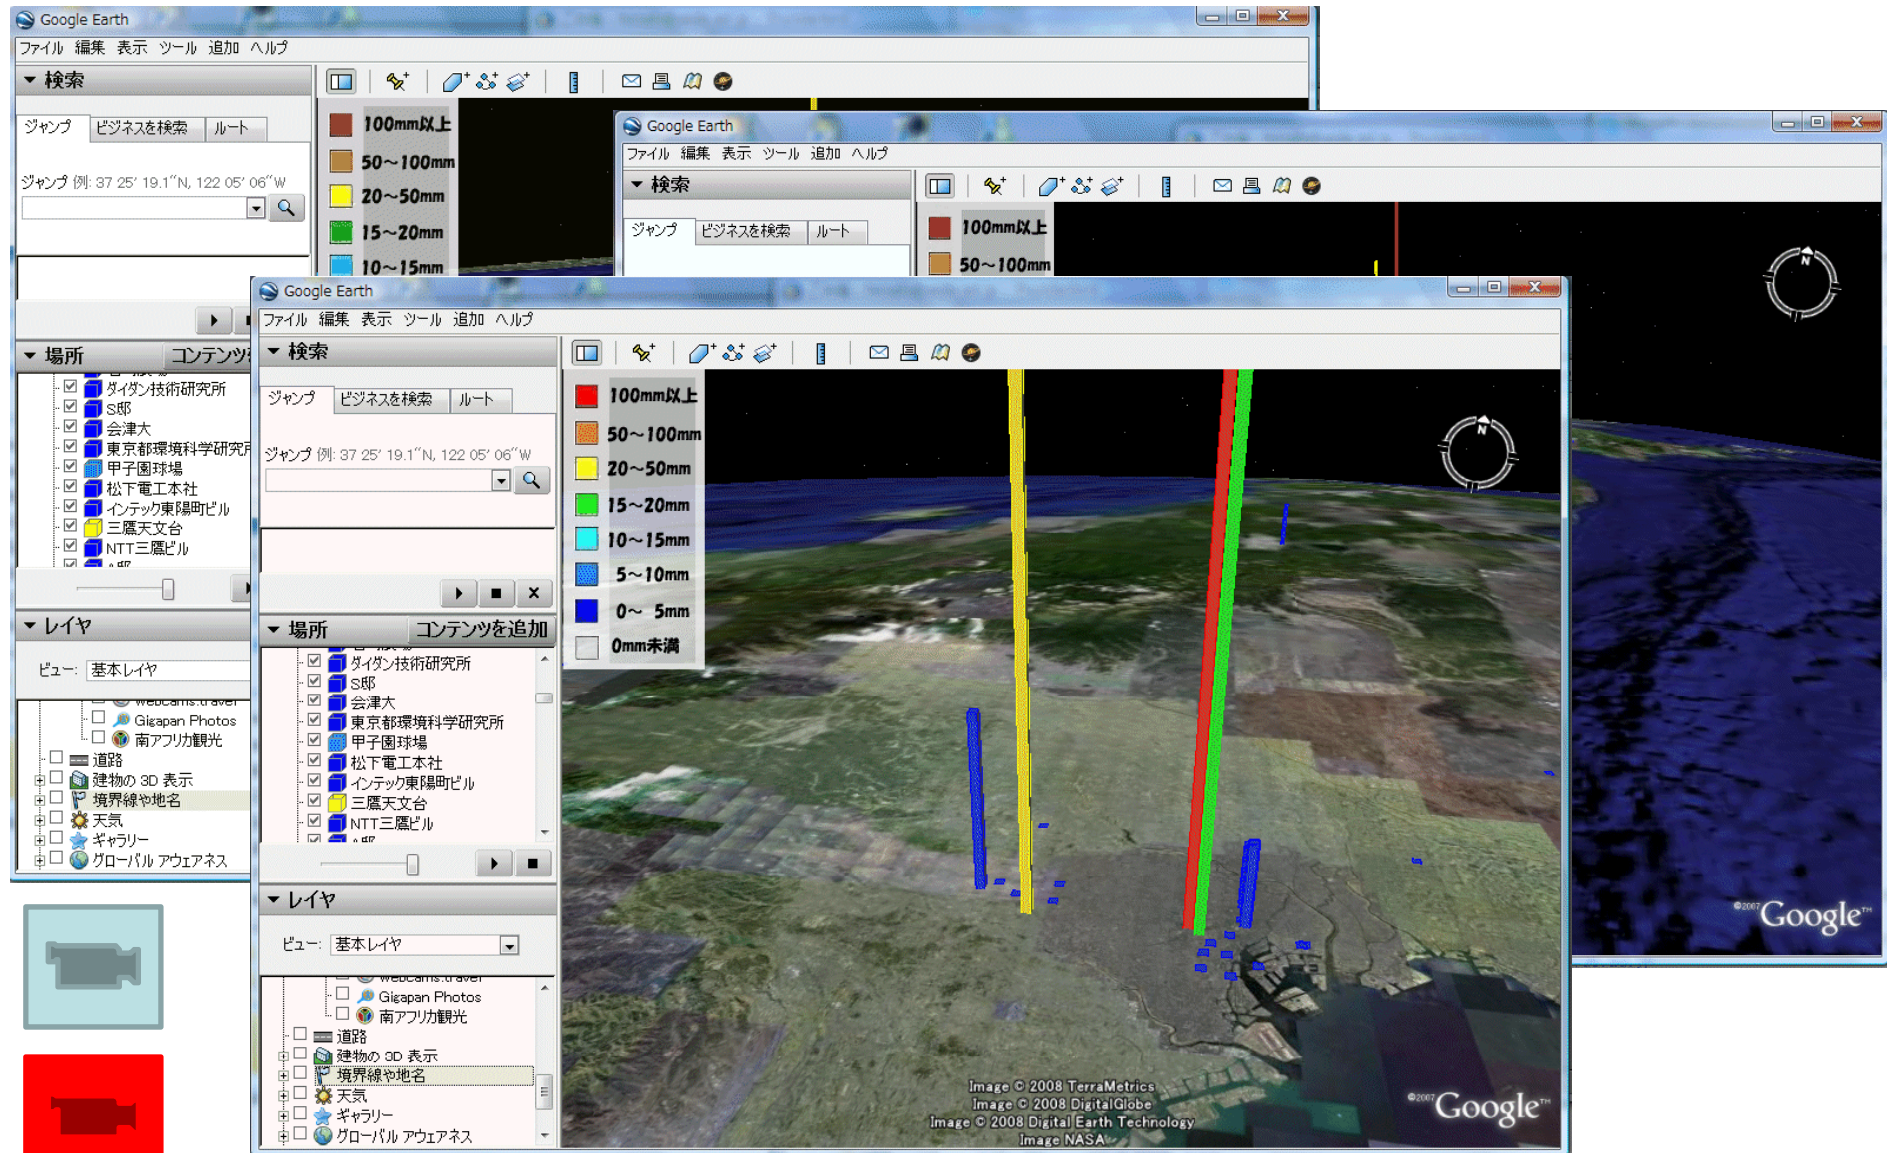 Google Earth
ファイル 編集 表示 ツール 追加 ヘルプ
検索
ジャンプ ビジネスを検索 ルート
ジャンプ 例: 37 25' 19.1"N, 122 05' 06"W
100mm以上
50～100mm
20～50mm
15～20mm
10～15mm
場所
コンテンツを
ダイダン技術研究所
S邸
会津大
東京都環境科学研究所
甲子園球場
松下電工本社
インテック東陽町ビル
三鷹天文台
NTT三鷹ビル
レイヤ
ビュー: 基本レイヤ
webcams.travel
Gigapan Photos
南アフリカ観光
道路
建物の 3D 表示
境界線や地名
天気
ギャラリー
グローバル アウェアネス
Google Earth
ファイル 編集 表示 ツール 追加 ヘルプ
検索
ジャンプ ビジネスを検索 ルート
100mm以上
50～100mm
N
©2007 Google™
Google Earth
ファイル 編集 表示 ツール 追加 ヘルプ
検索
ジャンプ ビジネスを検索 ルート
ジャンプ 例: 37 25' 19.1"N, 122 05' 06"W
場所
コンテンツを追加
ダイダン技術研究所
S邸
会津大
東京都環境科学研究所
甲子園球場
松下電工本社
インテック東陽町ビル
三鷹天文台
NTT三鷹ビル
レイヤ
ビュー: 基本レイヤ
webcams.travel
Gigapan Photos
南アフリカ観光
道路
建物の 3D 表示
境界線や地名
天気
ギャラリー
グローバル アウェアネス
100mm以上
50～100mm
20～50mm
15～20mm
10～15mm
5～10mm
0～ 5mm
0mm未満
N
Image © 2008 TerraMetrics
Image © 2008 DigitalGlobe
Image © 2008 Digital Earth Technology
Image NASA
©2007 Google™